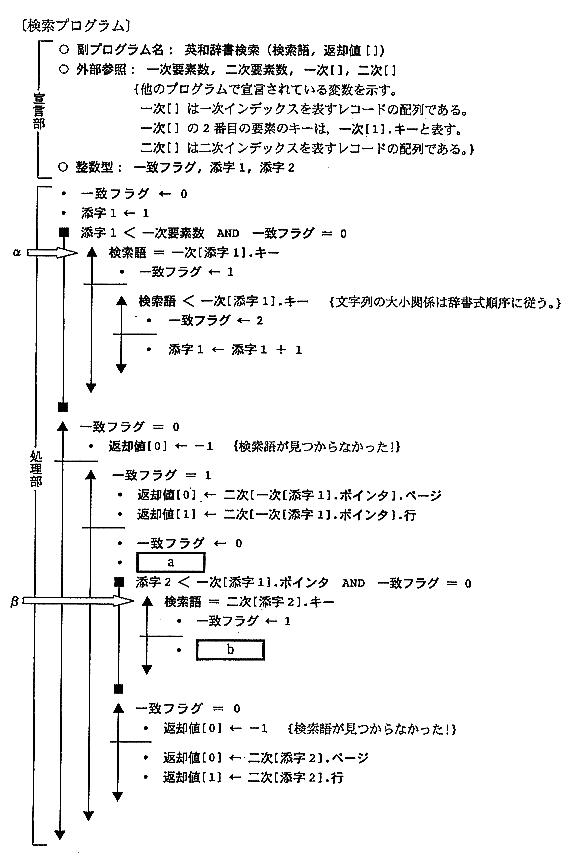 〔検索プログラム〕
○ 副プログラム名： 英和辞書検索（検索語，返却値[]）
○ 外部参照： 一次要素数，二次要素数，一次[]，二次[]
{他のプログラムで宣言されている変数を示す。
一次[] は一次インデックスを表すレコードの配列である。
一次[] の２番目の要素のキーは，一次[1].キーと表す。
二次[] は二次インデックスを表すレコードの配列である。}
○ 整数型： 一致フラグ，添字1，添字2
宣言部
・ 一致フラグ ← 0
・ 添字1 ← 1
■ 添字1 ＜ 一次要素数 AND 一致フラグ ＝ 0
α 検索語 ＝ 一次[添字1].キー
・ 一致フラグ ← 1
検索語 ＜ 一次[添字1].キー {文字列の大小関係は辞書式順序に従う。}
・ 一致フラグ ← 2
・ 添字1 ← 添字1 ＋ 1
■
一致フラグ ＝ 0
・ 返却値[0] ← −1 {検索語が見つからなかった!}
処理部
一致フラグ ＝ 1
・ 返却値[0] ← 二次[一次[添字1].ポインタ].ページ
・ 返却値[1] ← 二次[一次[添字1].ポインタ].行
・ 一致フラグ ← 0
・ a
■ 添字2 ＜ 一次[添字1].ポインタ AND 一致フラグ ＝ 0
β 検索語 ＝ 二次[添字2].キー
・ 一致フラグ ← 1
・ b
■
一致フラグ ＝ 0
・ 返却値[0] ← −1 {検索語が見つからなかった!}
・ 返却値[0] ← 二次[添字2].ページ
・ 返却値[1] ← 二次[添字2].行